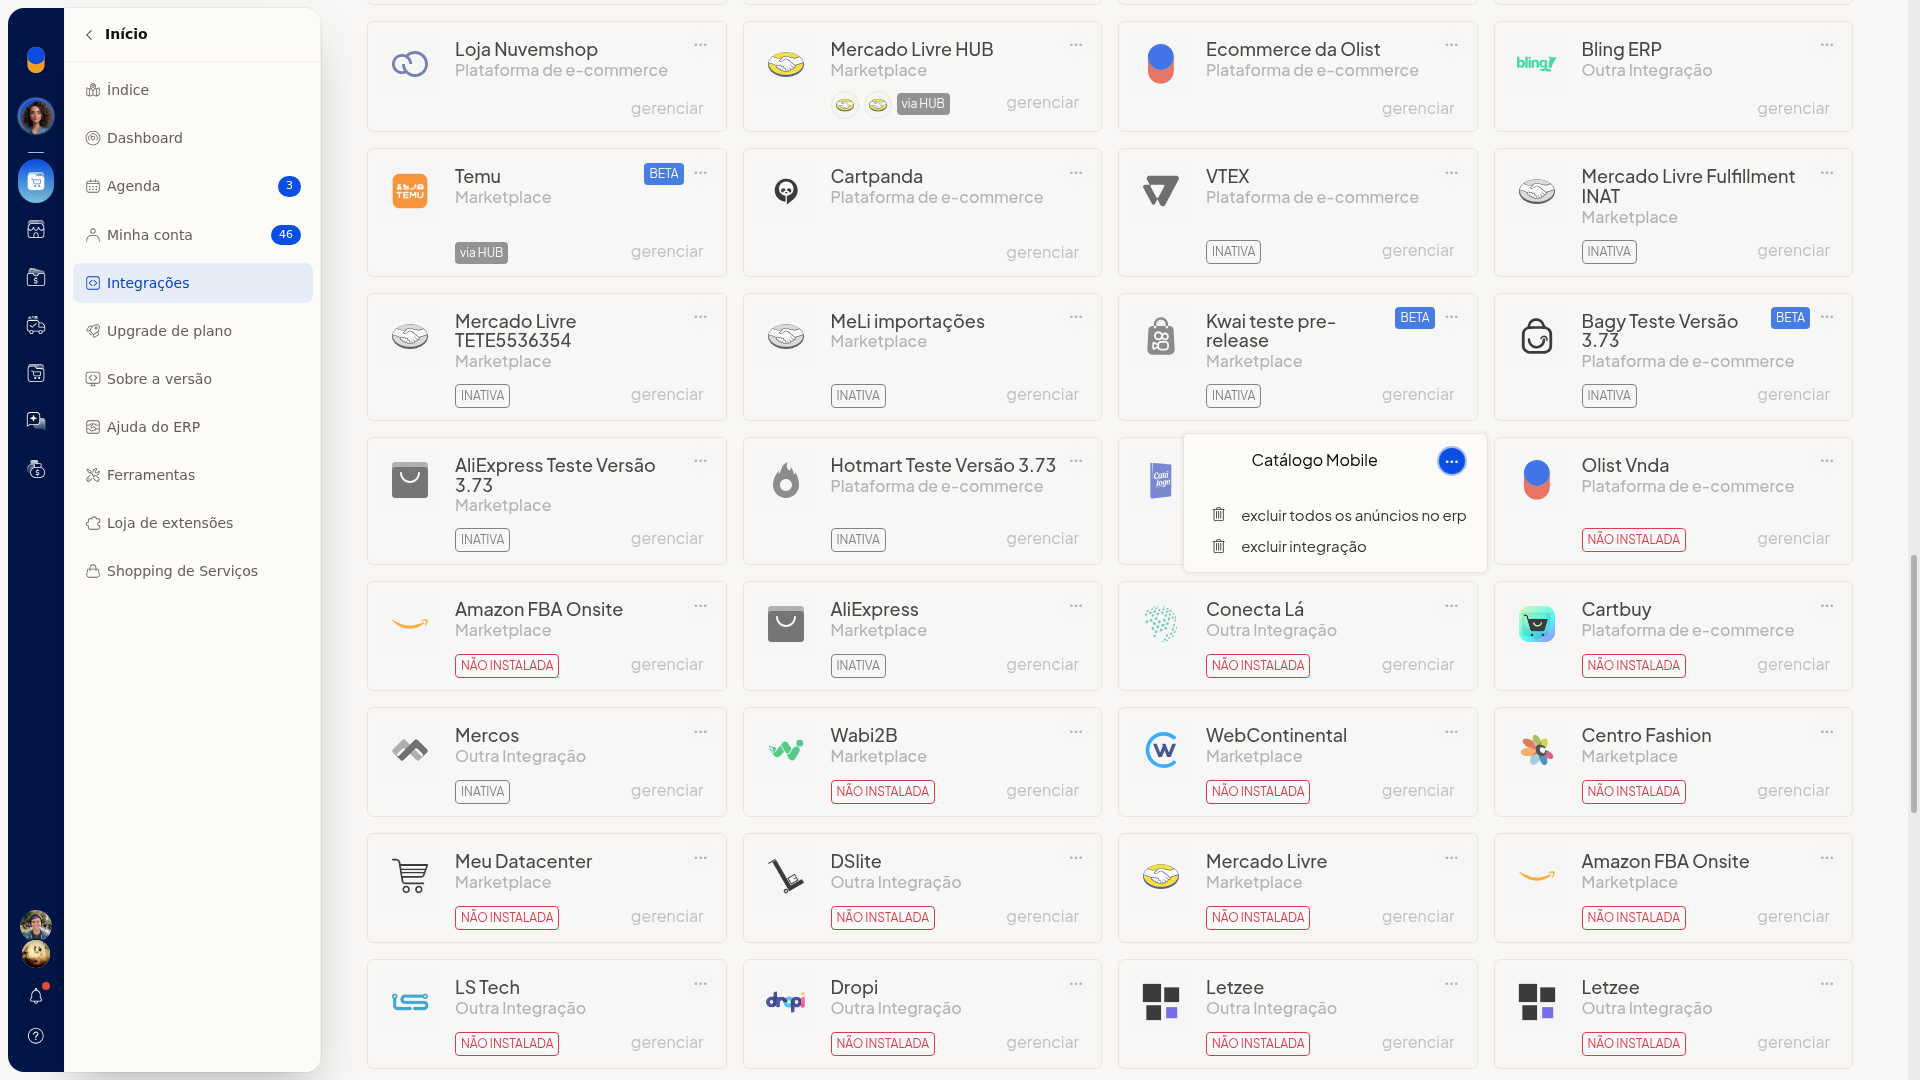 Início
Índice
Dashboard
Agenda 3
Minha conta 46
Integrações
Upgrade de plano
Sobre a versão
Ajuda do ERP
Ferramentas
Loja de extensões
Shopping de Serviços
Loja Nuvemshop
Plataforma de e-commerce
gerenciar
Mercado Livre HUB
Marketplace
via HUB
gerenciar
Ecommerce da Olist
Plataforma de e-commerce
gerenciar
bling!
Bling ERP
Outra Integração
gerenciar
TEMU
Temu
BETA
Marketplace
via HUB
gerenciar
Cartpanda
Plataforma de e-commerce
gerenciar
VTEX
Plataforma de e-commerce
INATIVA
gerenciar
Mercado Livre Fulfillment
INAT
Marketplace
INATIVA
gerenciar
Mercado Livre
TETE5536354
Marketplace
INATIVA
gerenciar
MeLi importações
Marketplace
INATIVA
gerenciar
Kwai teste pre-
release
BETA
Marketplace
INATIVA
gerenciar
Bagy Teste Versão
3.73
BETA
Plataforma de e-commerce
INATIVA
gerenciar
AliExpress Teste Versão
3.73
Marketplace
INATIVA
gerenciar
Hotmart Teste Versão 3.73
Plataforma de e-commerce
INATIVA
gerenciar
Catá
logo
Catálogo Mobile
excluir todos os anúncios no erp
excluir integração
Olist Vnda
Plataforma de e-commerce
NÃO INSTALADA
gerenciar
Amazon FBA Onsite
Marketplace
NÃO INSTALADA
gerenciar
AliExpress
Marketplace
INATIVA
gerenciar
Conecta Lá
Outra Integração
NÃO INSTALADA
gerenciar
Cartbuy
Plataforma de e-commerce
NÃO INSTALADA
gerenciar
Mercos
Outra Integração
INATIVA
gerenciar
Wabi2B
Marketplace
NÃO INSTALADA
gerenciar
W
WebContinental
Marketplace
NÃO INSTALADA
gerenciar
Centro Fashion
Marketplace
NÃO INSTALADA
gerenciar
Meu Datacenter
Marketplace
NÃO INSTALADA
gerenciar
DSlite
Outra Integração
NÃO INSTALADA
gerenciar
Mercado Livre
Marketplace
NÃO INSTALADA
gerenciar
Amazon FBA Onsite
Marketplace
NÃO INSTALADA
gerenciar
LS Tech
Outra Integração
NÃO INSTALADA
gerenciar
dropi
Dropi
Outra Integração
NÃO INSTALADA
gerenciar
Letzee
Outra Integração
NÃO INSTALADA
gerenciar
Letzee
Outra Integração
NÃO INSTALADA
gerenciar